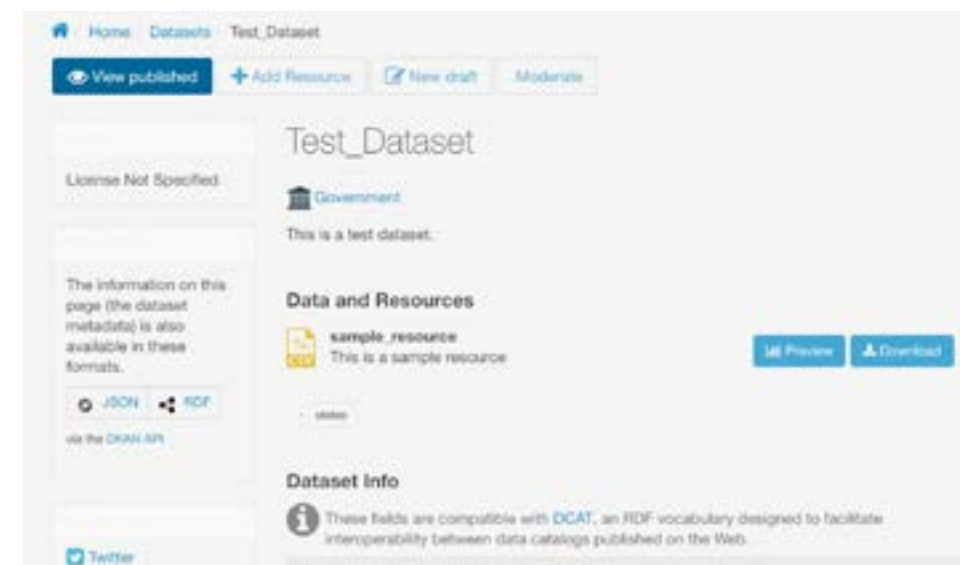 Home Datasets Test_Dataset
View published Add Resource New draft Moderate
Test_Dataset
License Not Specified
Government
This is a test dataset.
The information on this
page (the dataset
metadata) is also
available in these
formats.
JSON RDF
via the DKAN API
Data and Resources
sample_resource
This is a sample resource
CSV
Preview Download
Dataset Info
These fields are compatible with DCAT, an RDF vocabulary designed to facilitate
interoperability between data catalogs published on the Web.
Twitter